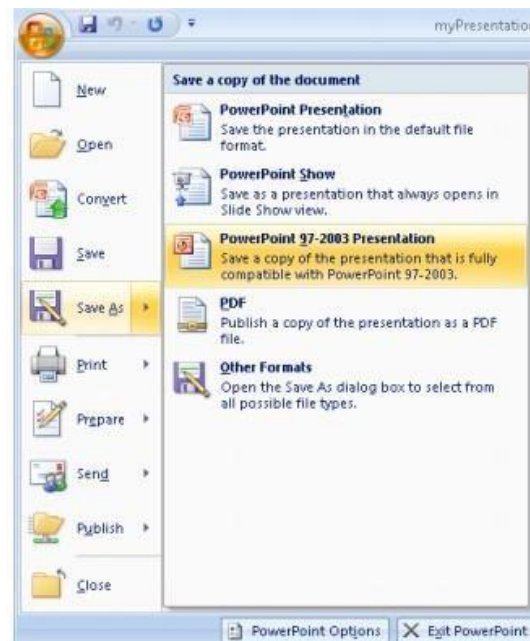 myPresentation
New
Open
Convert
Save
Save As
Print
Prepare
Send
Publish
Close
Save a copy of the document
PowerPoint Presentation
Save the presentation in the default file
format.
PowerPoint Show
Save as a presentation that always opens in
Slide Show view.
PowerPoint 97-2003 Presentation
Save a copy of the presentation that is fully
compatible with PowerPoint 97-2003.
PDF
Publish a copy of the presentation as a PDF
file.
Other Formats
Open the Save As dialog box to select from
all possible file types.
PowerPoint Options
Exit PowerPoint